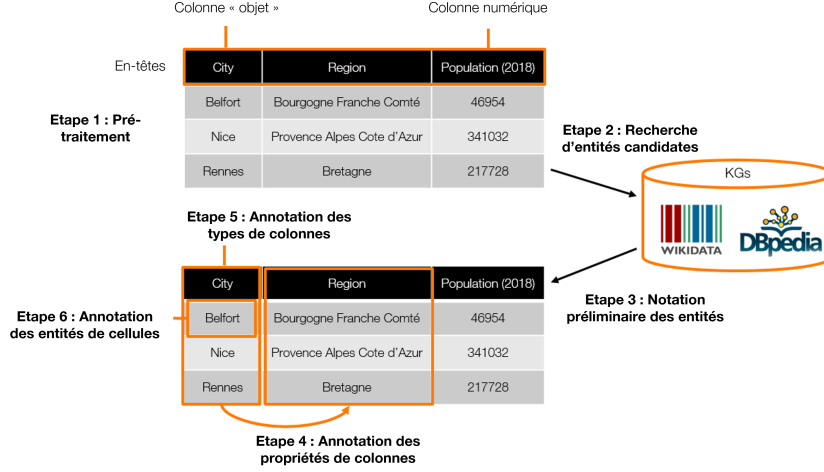 Colonne « objet »
Colonne numérique
En-têtes
City Region Population (2018)
Belfort Bourgogne Franche Comté 46954
Nice Provence Alpes Cote d'Azur 341032
Rennes Bretagne 217728
Etape 1 : Pré-
traitement
Etape 2 : Recherche
d'entités candidates
KGs
WIKIDATA
DBpedia
Etape 3 : Notation
préliminaire des entités
Etape 5 : Annotation des
types de colonnes
City Region Population (2018)
Belfort Bourgogne Franche Comté 46954
Nice Provence Alpes Cote d'Azur 341032
Rennes Bretagne 217728
Etape 6 : Annotation
des entités de cellules
Etape 4 : Annotation des
propriétés de colonnes